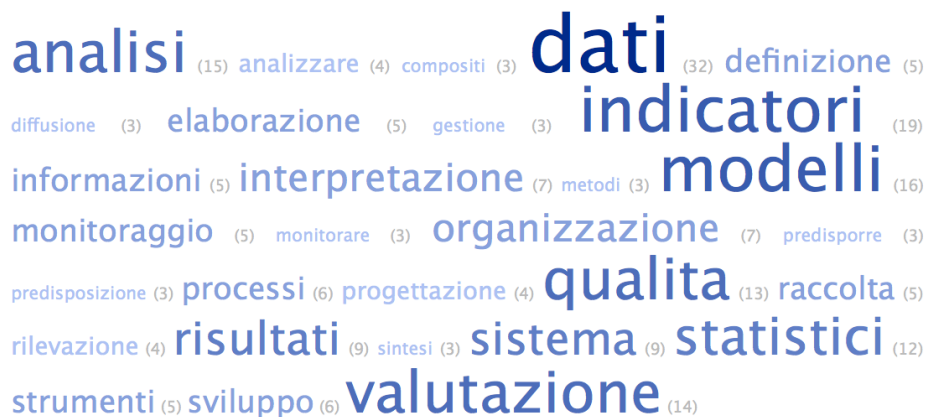 analisi (15) analizzare (4) compositi (3) dati (32) definizione (5)
diffusione (3) elaborazione (5) gestione (3) indicatori (19)
informazioni (5) interpretazione (7) metodi (3) modelli (16)
monitoraggio (5) monitorare (3) organizzazione (7) predisporre (3)
predisposizione (3) processi (6) progettazione (4) qualita (13) raccolta (5)
rilevazione (4) risultati (9) sintesi (3) sistema (9) statistici (12)
strumenti (5) sviluppo (6) valutazione (14)